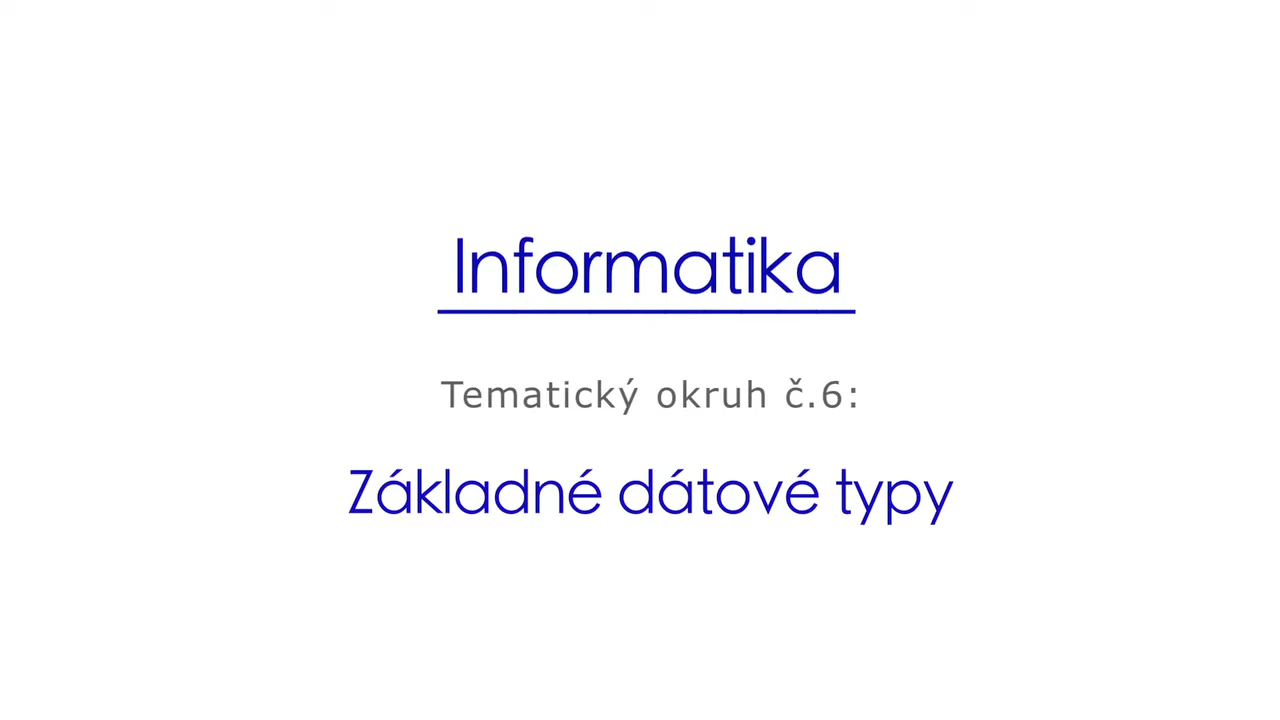 Informatika
Tematický okruh č.6:
Základné dátové typy